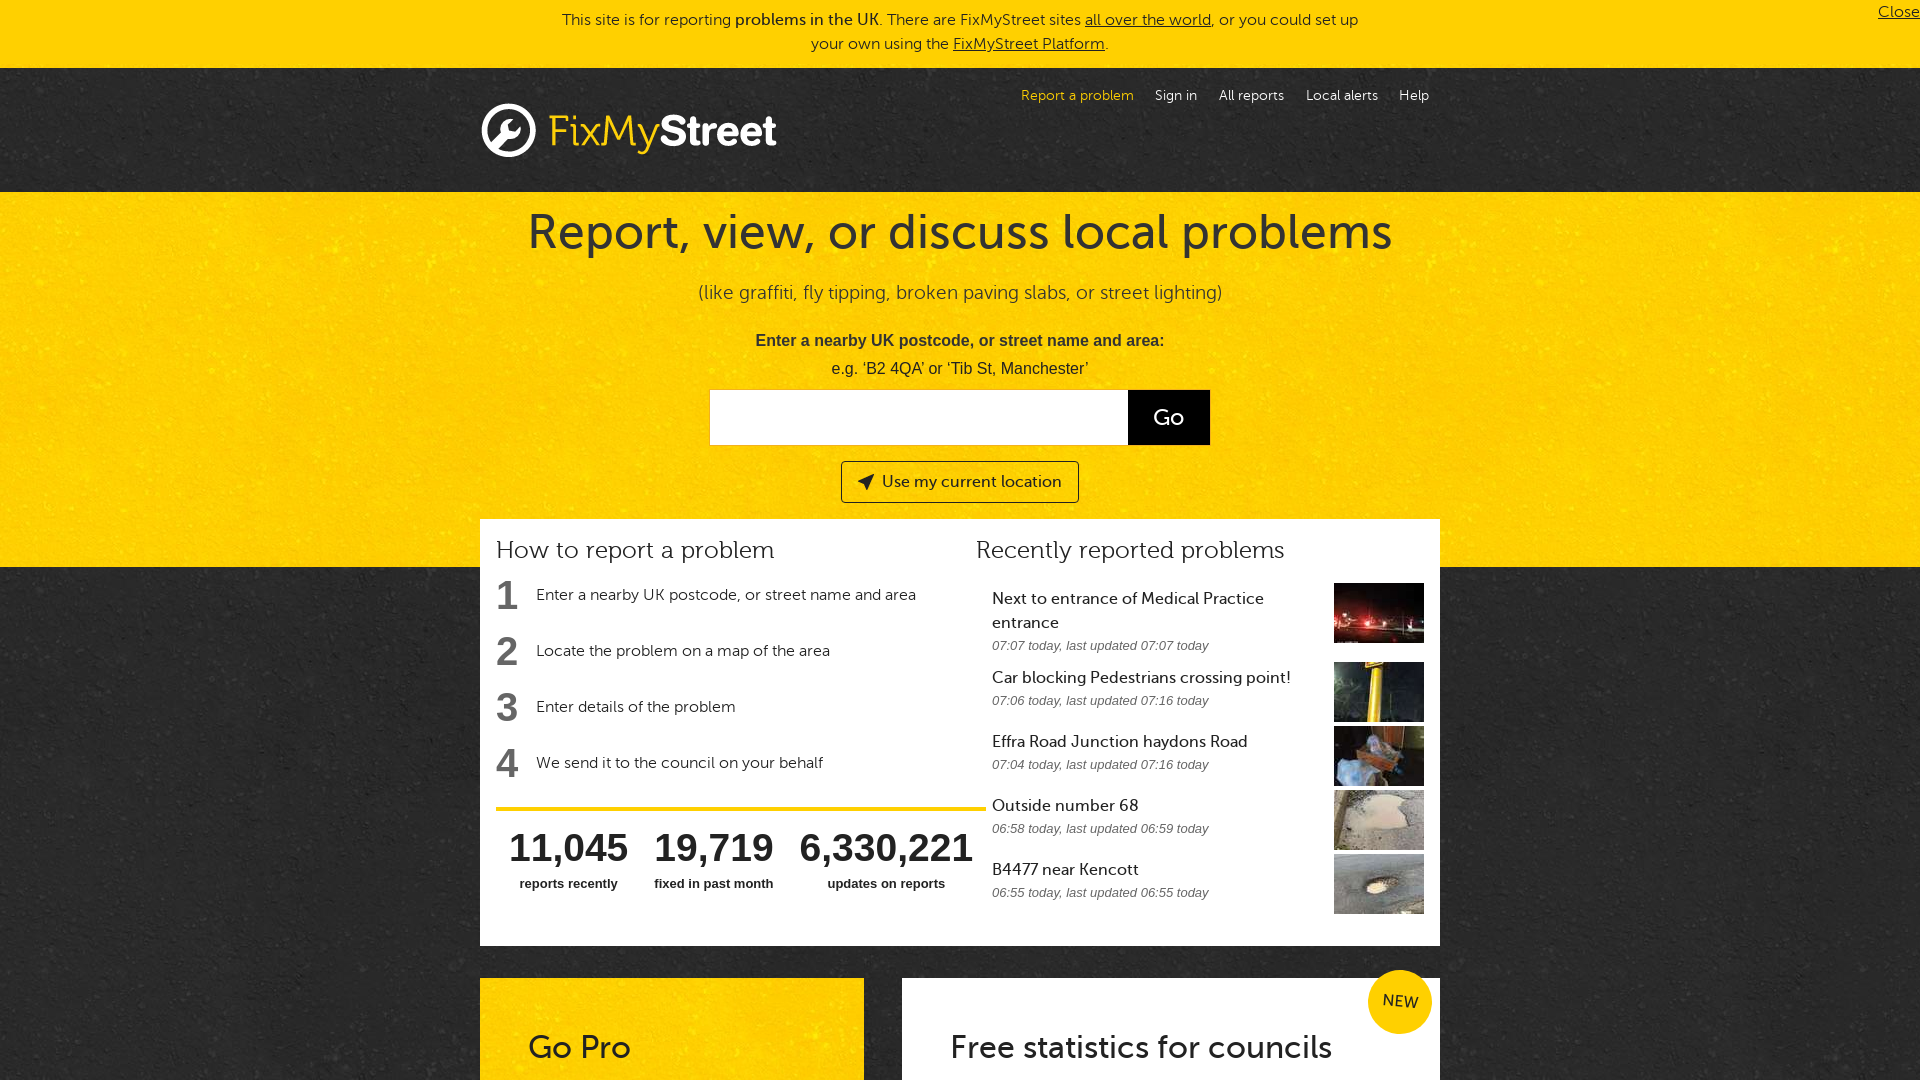 This site is for reporting problems in the UK. There are FixMyStreet sites all over the world, or you could set up
your own using the FixMyStreet Platform.
Close
Report a problem
Sign in
All reports
Local alerts
Help
FixMyStreet
Report, view, or discuss local problems
(like graffiti, fly tipping, broken paving slabs, or street lighting)
Enter a nearby UK postcode, or street name and area:
e.g. ‘B2 4QA’ or ‘Tib St, Manchester’
Go
Use my current location
How to report a problem
1 Enter a nearby UK postcode, or street name and area
2 Locate the problem on a map of the area
3 Enter details of the problem
4 We send it to the council on your behalf
11,045 19,719 6,330,221
reports recently fixed in past month updates on reports
Recently reported problems
Next to entrance of Medical Practice
entrance
07:07 today, last updated 07:07 today
Car blocking Pedestrians crossing point!
07:06 today, last updated 07:16 today
Effra Road Junction haydons Road
07:04 today, last updated 07:16 today
Outside number 68
06:58 today, last updated 06:59 today
B4477 near Kencott
06:55 today, last updated 06:55 today
Go Pro
NEW
Free statistics for councils